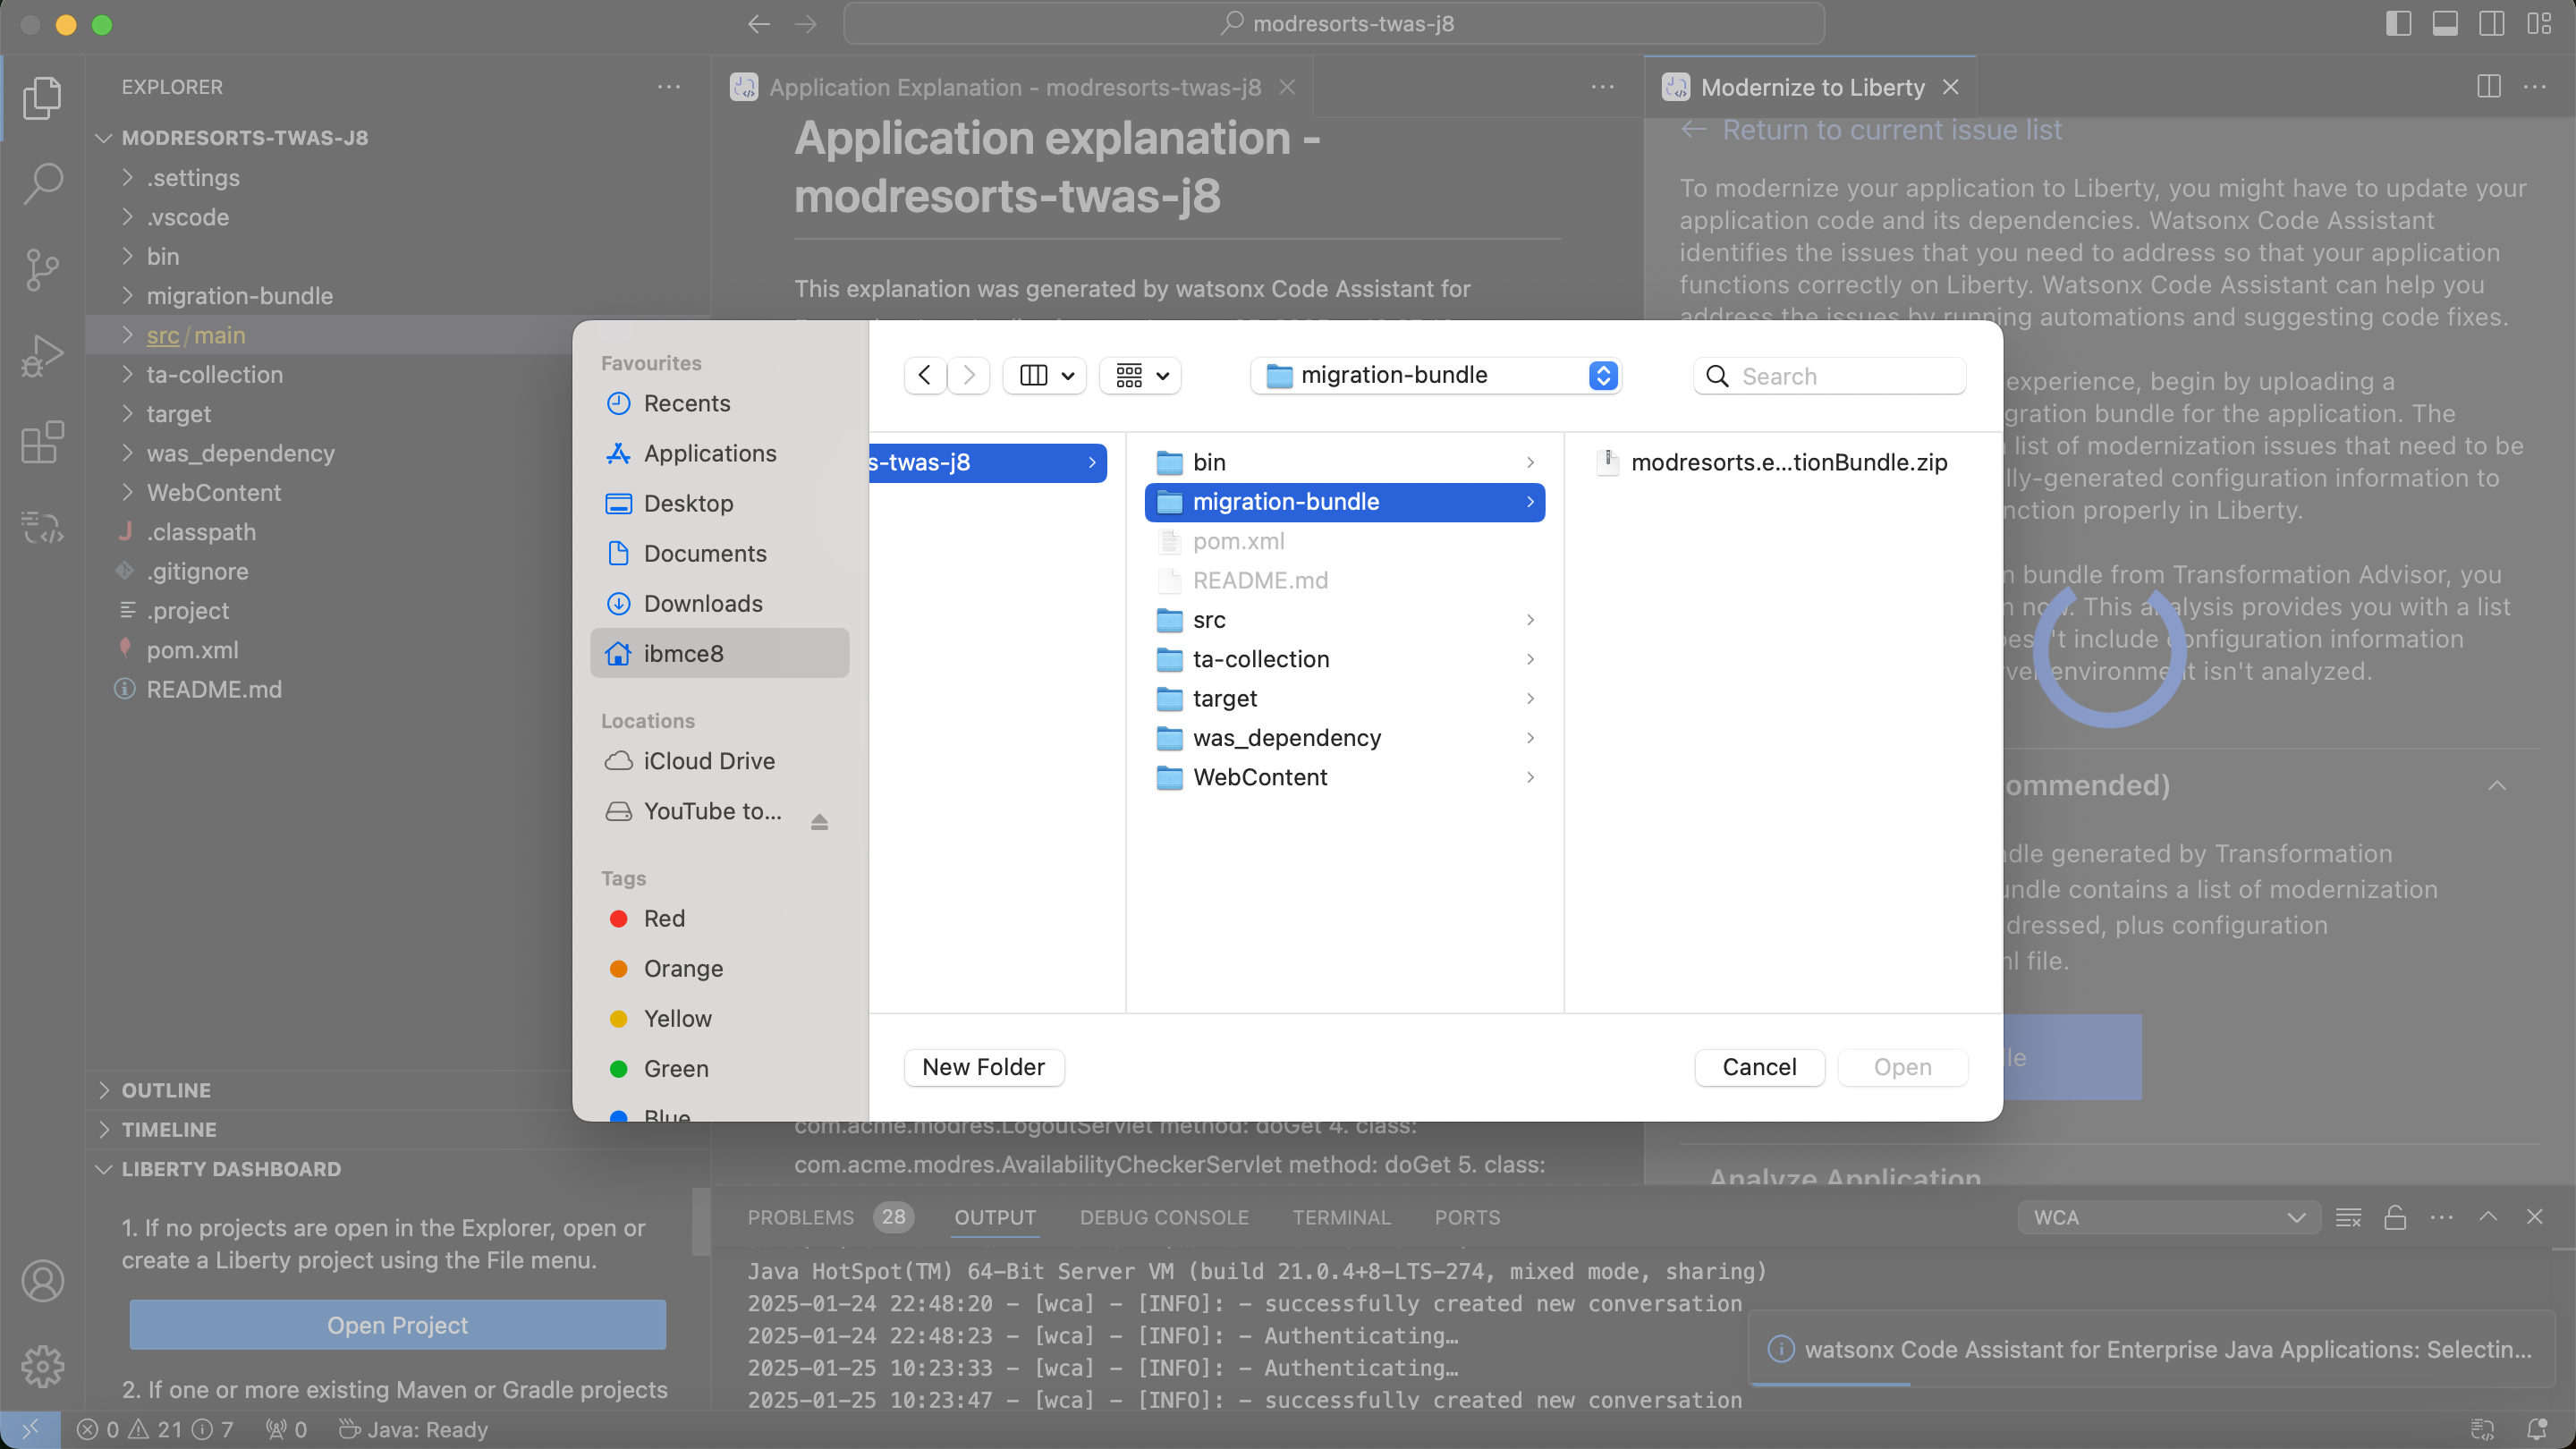 modresorts-twas-j8
EXPLORER
MODRESORTS-TWAS-J8
.settings
.vscode
bin
migration-bundle
src / main
ta-collection
target
was_dependency
WebContent
.classpath
.gitignore
.project
pom.xml
README.md
OUTLINE
TIMELINE
LIBERTY DASHBOARD
1. If no projects are open in the Explorer, open or
create a Liberty project using the File menu.
Open Project
2. If one or more existing Maven or Gradle projects
Application Explanation - modresorts-twas-j8
Application explanation -
modresorts-twas-j8
This explanation was generated by watsonx Code Assistant for
com.acme.modres.LogoutServlet method: doGet 4. class:
com.acme.modres.AvailabilityCheckerServlet method: doGet 5. class:
Modernize to Liberty
Return to current issue list
To modernize your application to Liberty, you might have to update your
application code and its dependencies. Watsonx Code Assistant
identifies the issues that you need to address so that your application
functions correctly on Liberty. Watsonx Code Assistant can help you
address the issues by running automations and suggesting code fixes.
experience, begin by uploading a
gration bundle for the application. The
list of modernization issues that need to be
lly-generated configuration information to
nction properly in Liberty.
n bundle from Transformation Advisor, you
n now. This analysis provides you with a list
pes 't include configuration information
ver environment isn't analyzed.
ommended)
dle generated by Transformation
undle contains a list of modernization
dressed, plus configuration
nl file.
le
Analyze Application
Favourites
Recents
Applications
Desktop
Documents
Downloads
ibmce8
Locations
iCloud Drive
YouTube to...
Tags
Red
Orange
Yellow
Green
Blue
migration-bundle
Search
s-twas-j8
bin
migration-bundle
pom.xml
README.md
src
ta-collection
target
was_dependency
WebContent
modresorts.e...tionBundle.zip
New Folder
Cancel
Open
PROBLEMS 28 OUTPUT DEBUG CONSOLE TERMINAL PORTS
WCA
Java HotSpot(TM) 64-Bit Server VM (build 21.0.4+8-LTS-274, mixed mode, sharing)
2025-01-24 22:48:20 - [wca] - [INFO]: - successfully created new conversation
2025-01-24 22:48:23 - [wca] - [INFO]: - Authenticating…
2025-01-25 10:23:33 - [wca] - [INFO]: - Authenticating…
2025-01-25 10:23:47 - [wca] - [INFO]: - successfully created new conversation
watsonx Code Assistant for Enterprise Java Applications: Selectin...
0 21 7 0 Java: Ready